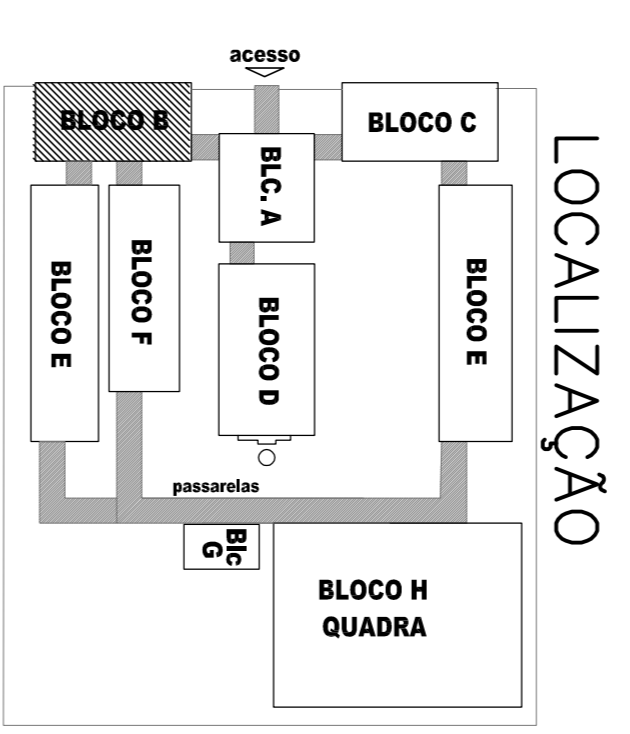 acesso
BLOCO B
BLOCO C
BLC. A
BLOCO E
BLOCO F
BLOCO D
BLOCO E
passarelas
Blc
G
BLOCO H
QUADRA
LOCALIZAÇÃO